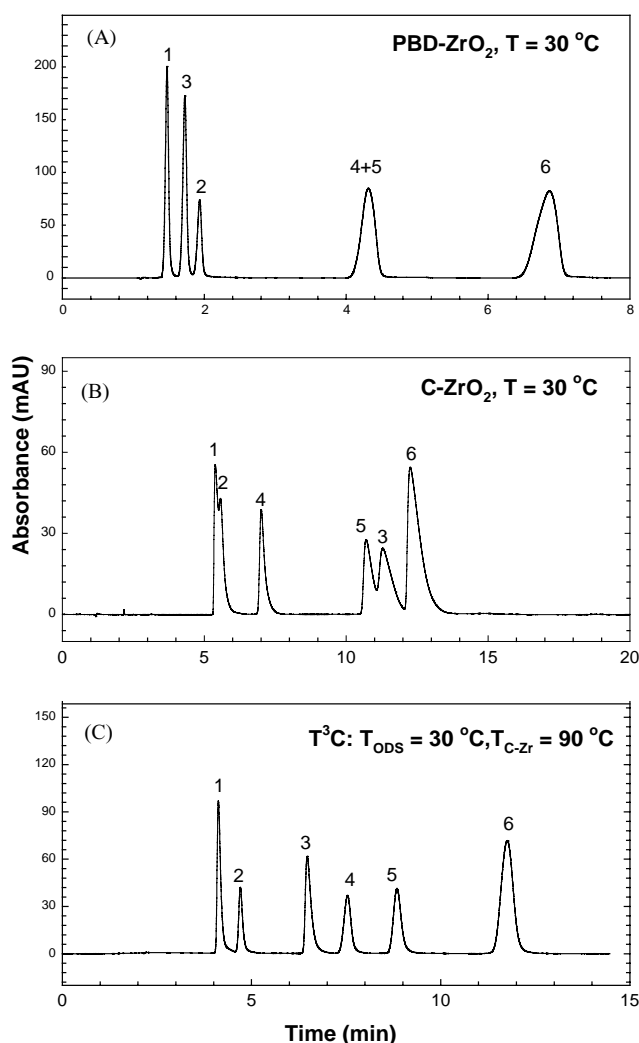 (A)
PBD-ZrO₂, T = 30 °C
1
3
2
4+5
6
200
150
100
50
0
0 2 4 6 8
(B)
C-ZrO₂, T = 30 °C
1
2
4
5
3
6
90
60
30
0
0 5 10 15 20
Absorbance (mAU)
(C)
T³C: T_ODS = 30 °C,T_C-Zr = 90 °C
1
2
3
4
5
6
150
120
90
60
30
0
0 5 10 15
Time (min)